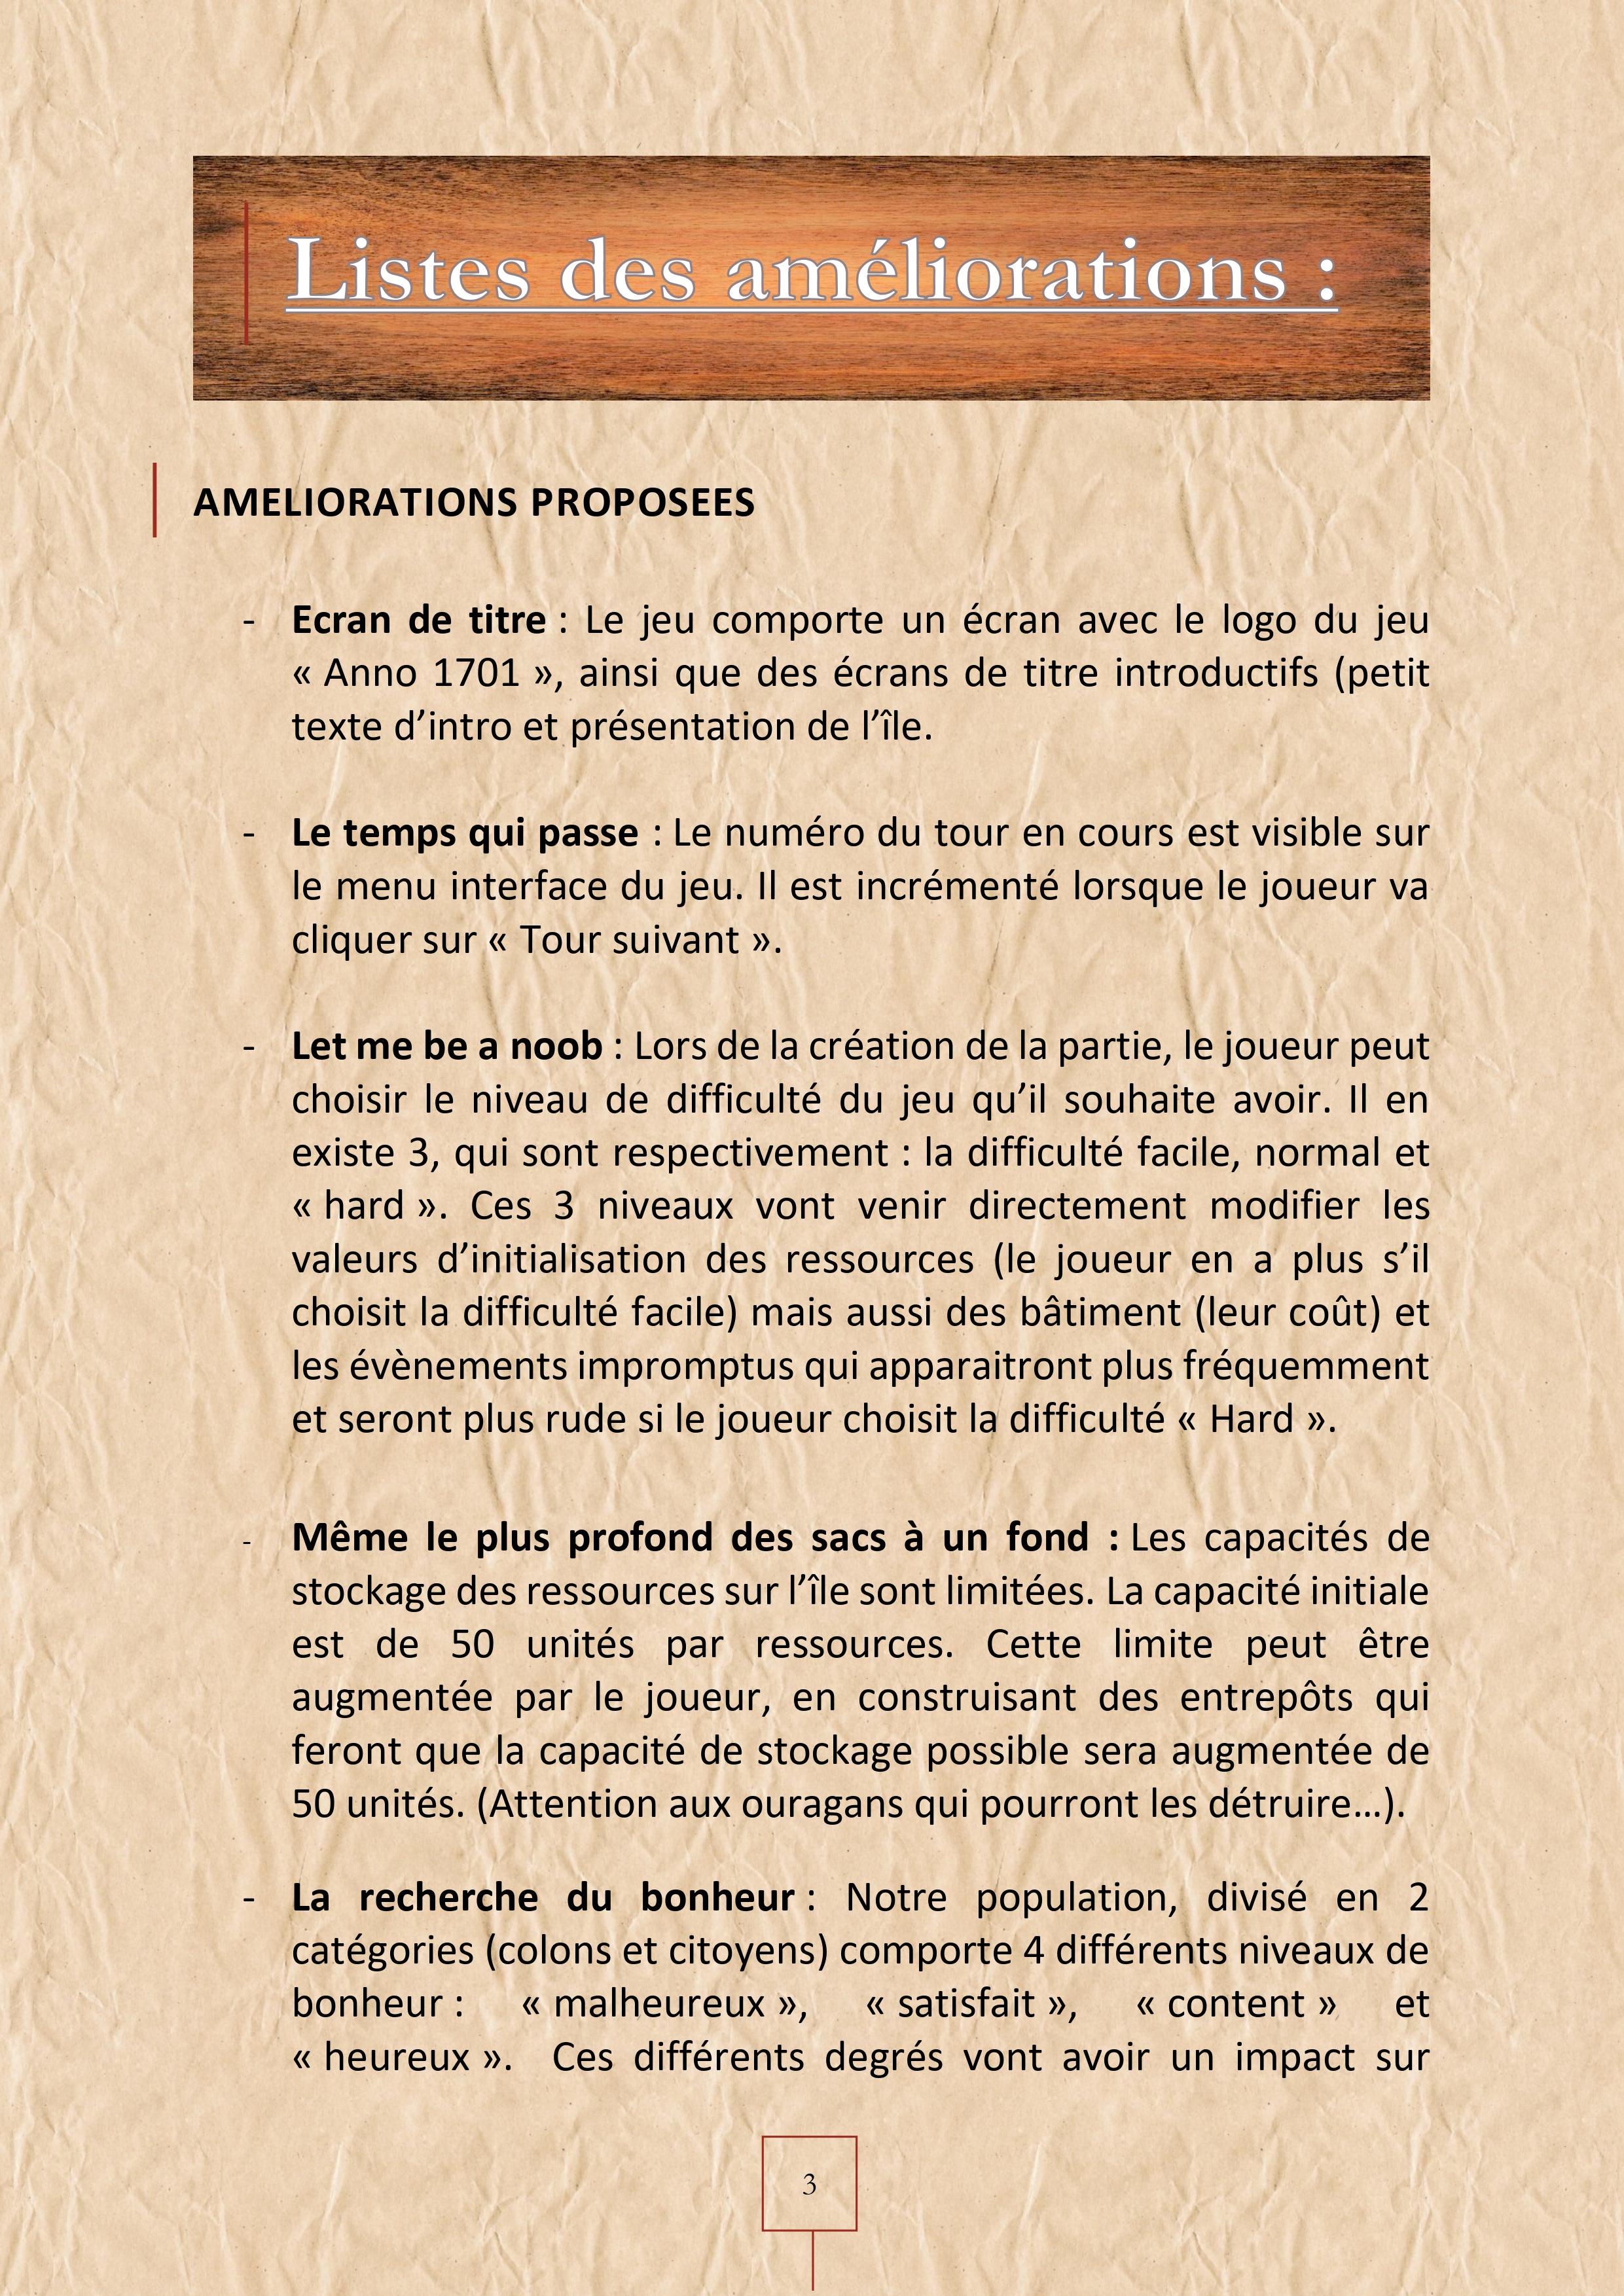 Listes des améliorations :
AMELIORATIONS PROPOSEES
- Ecran de titre : Le jeu comporte un écran avec le logo du jeu
« Anno 1701 », ainsi que des écrans de titre introductifs (petit
texte d’intro et présentation de l’île.
- Le temps qui passe : Le numéro du tour en cours est visible sur
le menu interface du jeu. Il est incrémenté lorsque le joueur va
cliquer sur « Tour suivant ».
- Let me be a noob : Lors de la création de la partie, le joueur peut
choisir le niveau de difficulté du jeu qu’il souhaite avoir. Il en
existe 3, qui sont respectivement : la difficulté facile, normal et
« hard ». Ces 3 niveaux vont venir directement modifier les
valeurs d’initialisation des ressources (le joueur en a plus s’il
choisit la difficulté facile) mais aussi des bâtiment (leur coût) et
les évènements impromptus qui apparaitront plus fréquemment
et seront plus rude si le joueur choisit la difficulté « Hard ».
- Même le plus profond des sacs à un fond : Les capacités de
stockage des ressources sur l’île sont limitées. La capacité initiale
est de 50 unités par ressources. Cette limite peut être
augmentée par le joueur, en construisant des entrepôts qui
feront que la capacité de stockage possible sera augmentée de
50 unités. (Attention aux ouragans qui pourront les détruire…).
- La recherche du bonheur : Notre population, divisé en 2
catégories (colons et citoyens) comporte 4 différents niveaux de
bonheur : « malheureux », « satisfait », « content » et
« heureux ». Ces différents degrés vont avoir un impact sur
3